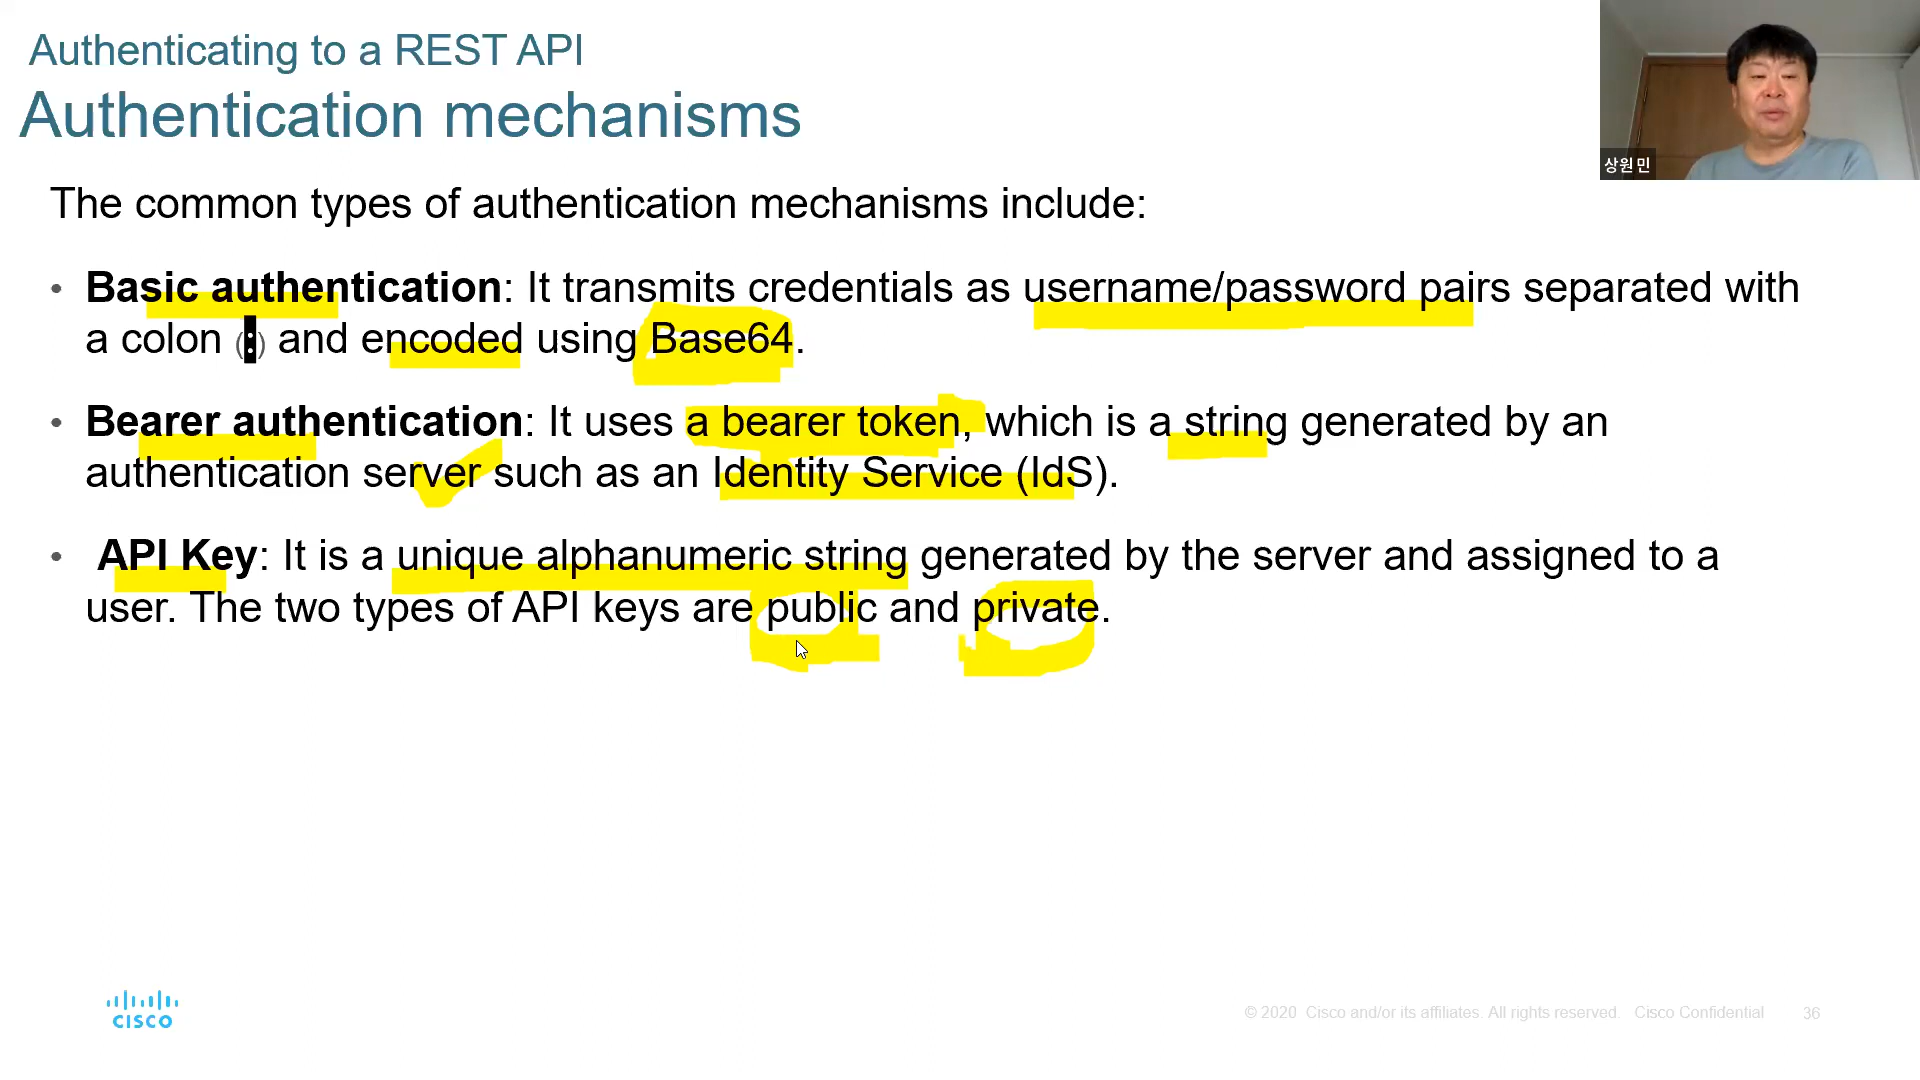 Authenticating to a REST API
Authentication mechanisms
상원 민
The common types of authentication mechanisms include:
• Basic authentication: It transmits credentials as username/password pairs separated with
a colon (:) and encoded using Base64.
• Bearer authentication: It uses a bearer token, which is a string generated by an
authentication server such as an Identity Service (IdS).
• API Key: It is a unique alphanumeric string generated by the server and assigned to a
user. The two types of API keys are public and private.
CISCO
© 2020 Cisco and/or its affiliates. All rights reserved. Cisco Confidential 36